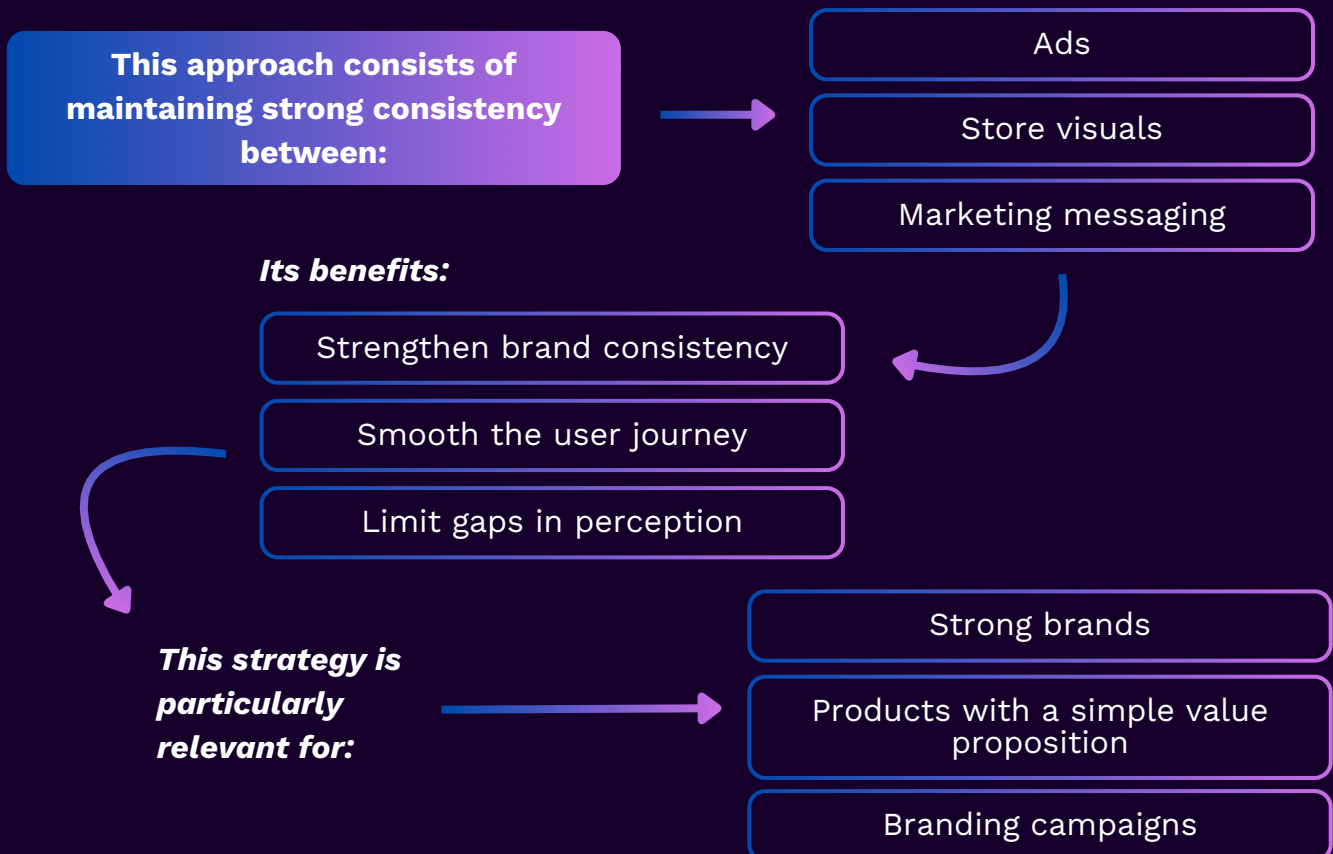 This approach consists of
maintaining strong consistency
between:
Ads
Store visuals
Marketing messaging
Its benefits:
Strengthen brand consistency
Smooth the user journey
Limit gaps in perception
This strategy is
particularly
relevant for:
Strong brands
Products with a simple value
proposition
Branding campaigns